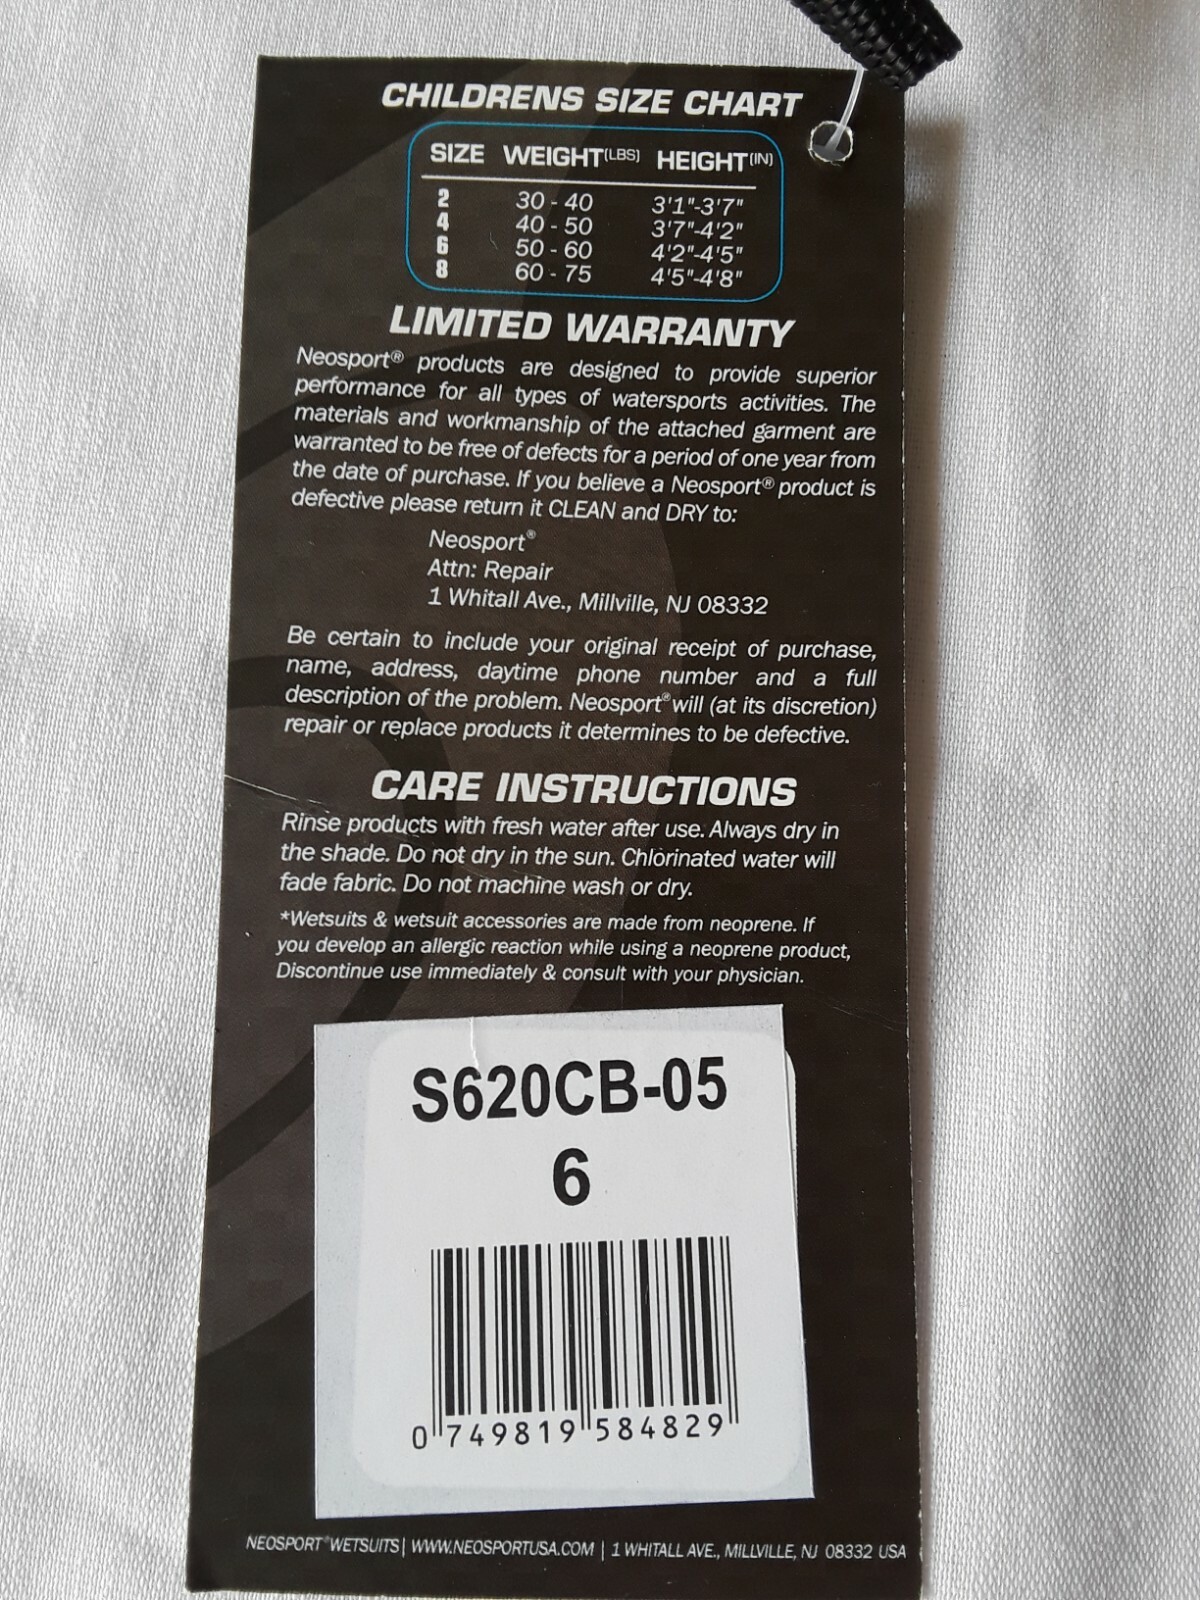 CHILDRENS SIZE CHART
SIZE WEIGHT(LBS) HEIGHT(IN)
2 30 - 40 3'1"-3'7"
4 40 - 50 3'7"-4'2"
6 50 - 60 4'2"-4'5"
8 60 - 75 4'5"-4'8"
LIMITED WARRANTY
Neosport® products are designed to provide superior
performance for all types of watersports activities. The
materials and workmanship of the attached garment are
warranted to be free of defects for a period of one year from
the date of purchase. If you believe a Neosport® product is
defective please return it CLEAN and DRY to:
Neosport®
Attn: Repair
1 Whitall Ave., Millville, NJ 08332
Be certain to include your original receipt of purchase,
name, address, daytime phone number and a full
description of the problem. Neosport® will (at its discretion)
repair or replace products it determines to be defective.
CARE INSTRUCTIONS
Rinse products with fresh water after use. Always dry in
the shade. Do not dry in the sun. Chlorinated water will
fade fabric. Do not machine wash or dry.
*Wetsuits & wetsuit accessories are made from neoprene. If
you develop an allergic reaction while using a neoprene product,
Discontinue use immediately & consult with your physician.
S620CB-05
6
0 749819 584829
NEOSPORT® WETSUITS | WWW.NEOSPORTUSA.COM | 1 WHITALL AVE., MILLVILLE, NJ 08332 USA